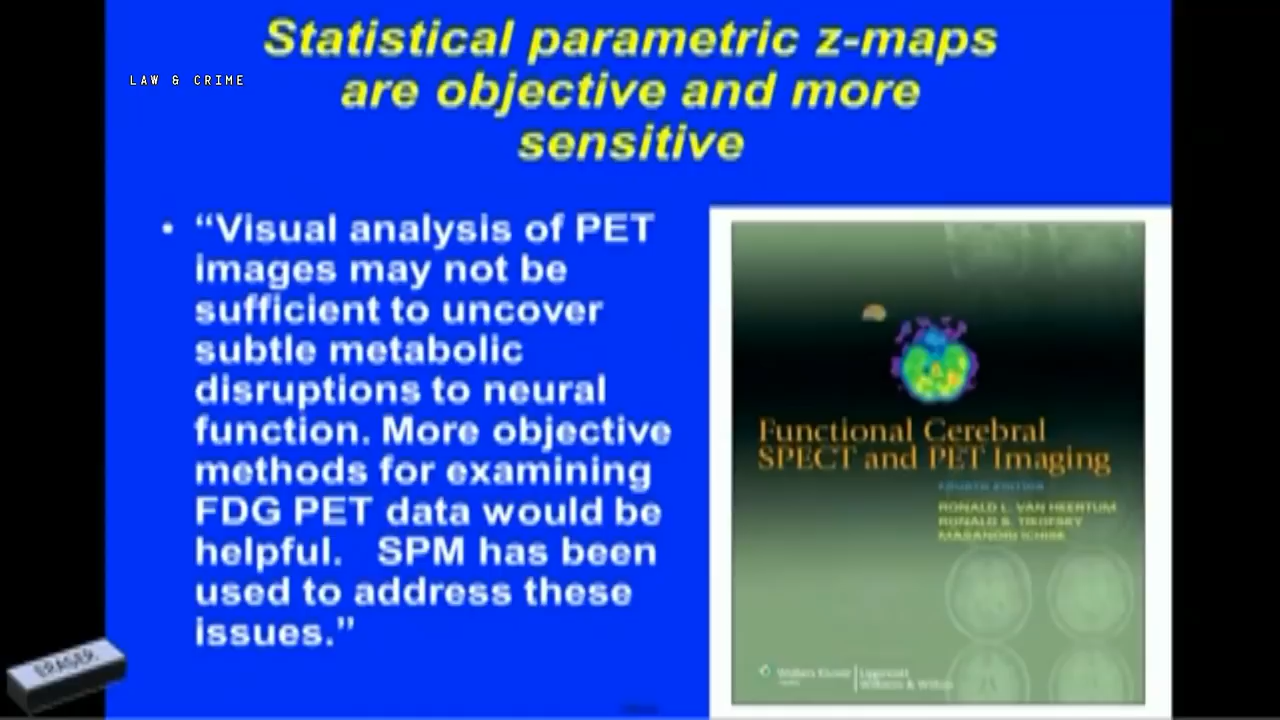 Statistical parametric z-maps
LAW & CRIME
are objective and more
sensitive
• “Visual analysis of PET
images may not be
sufficient to uncover
subtle metabolic
disruptions to neural
function. More objective
methods for examining
FDG PET data would be
helpful.   SPM has been
used to address these
issues.”
Functional Cerebral
SPECT and PET Imaging
FOURTH EDITION
RONALD L. VAN HEERTUM
RONALD S. TIKOFSKY
MASANORI ICHISE
Wolters Kluwer
Lippincott
Williams & Wilkins
ERASER